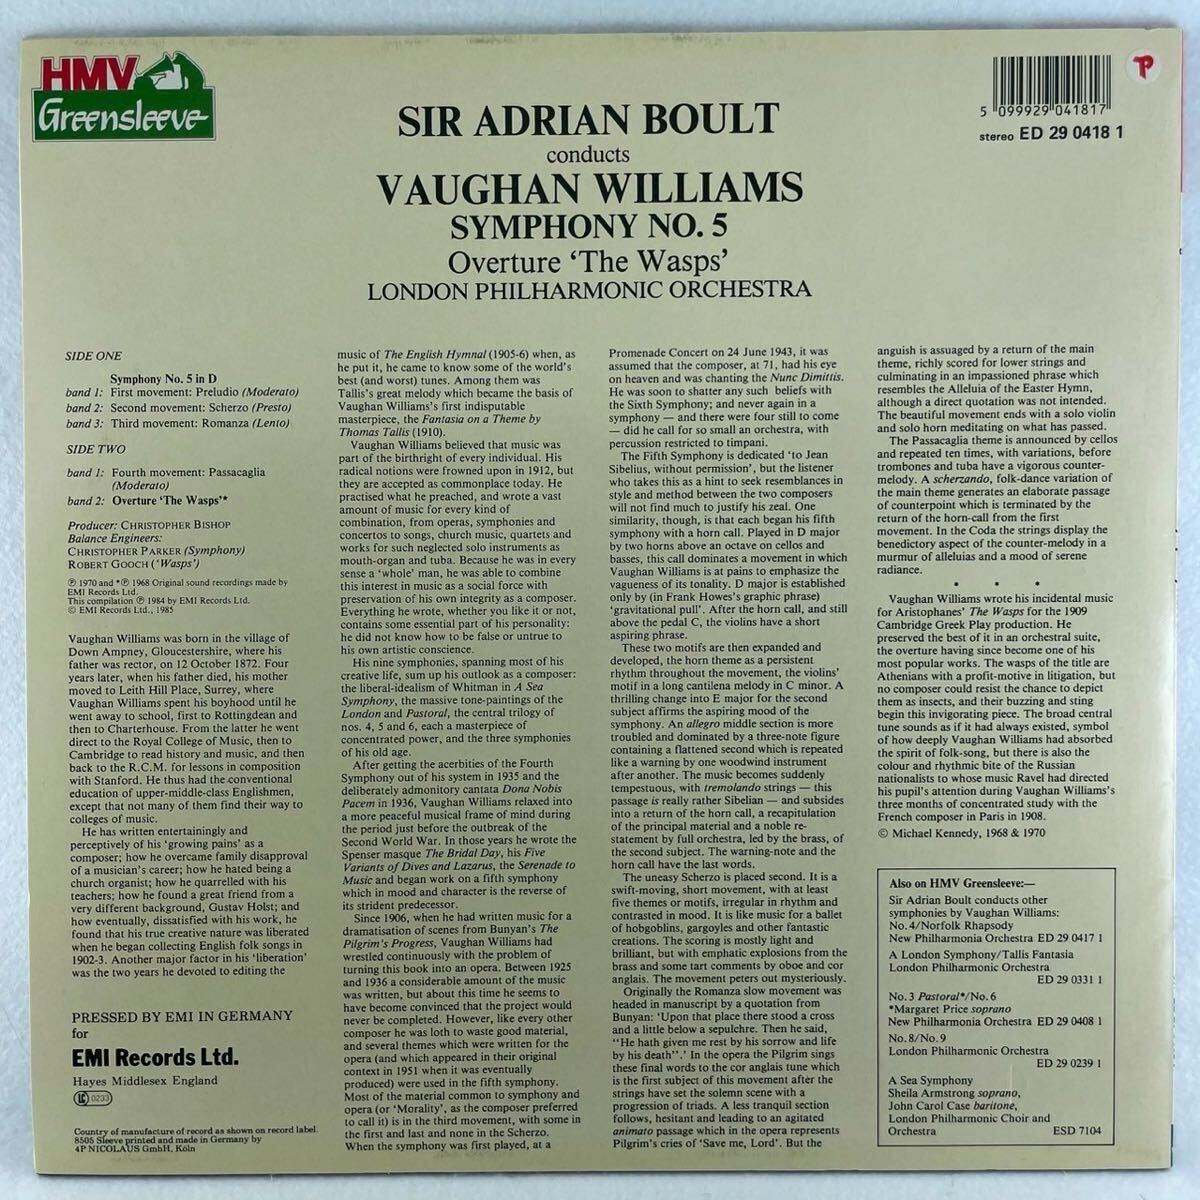 HMV
Greensleeve
5 099929 041817
stereo ED 29 0418 1
SIR ADRIAN BOULT
conducts
VAUGHAN WILLIAMS
SYMPHONY NO. 5
Overture ‘The Wasps’
LONDON PHILHARMONIC ORCHESTRA
SIDE ONE
Symphony No. 5 in D
band 1: First movement: Preludio (Moderato)
band 2: Second movement: Scherzo (Presto)
band 3: Third movement: Romanza (Lento)
SIDE TWO
band 1: Fourth movement: Passacaglia
(Moderato)
band 2: Overture ‘The Wasps’*
Producer: CHRISTOPHER BISHOP
Balance Engineers:
CHRISTOPHER PARKER (Symphony)
ROBERT GOOCH (‘Wasps’)
℗ 1970 and *℗ 1968 Original sound recordings made by
EMI Records Ltd.
This compilation ℗ 1984 by EMI Records Ltd.
© EMI Records Ltd., 1985
Vaughan Williams was born in the village of
Down Ampney, Gloucestershire, where his
father was rector, on 12 October 1872. Four
years later, when his father died, his mother
moved to Leith Hill Place, Surrey, where
Vaughan Williams spent his boyhood until he
went away to school, first to Rottingdean and
then to Charterhouse. From the latter he went
direct to the Royal College of Music, then to
Cambridge to read history and music, and then
back to the R.C.M. for lessons in composition
with Stanford. He thus had the conventional
education of upper-middle-class Englishmen,
except that not many of them find their way to
colleges of music.
He has written entertainingly and
perceptively of his ‘growing pains’ as a
composer; how he overcame family disapproval
of a musician's career; how he hated being a
church organist; how he quarrelled with his
teachers; how he found a great friend from a
very different background, Gustav Holst; and
how eventually, dissatisfied with his work, he
found that his true creative nature was liberated
when he began collecting English folk songs in
1902-3. Another major factor in his ‘liberation’
was the two years he devoted to editing the
PRESSED BY EMI IN GERMANY
for
EMI Records Ltd.
Hayes Middlesex England
LC 0233
Country of manufacture of record as shown on record label.
8505 Sleeve printed and made in Germany by
4P NICOLAUS GmbH, Köln
music of The English Hymnal (1905-6) when, as
he put it, he came to know some of the world's
best (and worst) tunes. Among them was
Tallis's great melody which became the basis of
Vaughan Williams's first indisputable
masterpiece, the Fantasia on a Theme by
Thomas Tallis (1910).
Vaughan Williams believed that music was
part of the birthright of every individual. His
radical notions were frowned upon in 1912, but
they are accepted as commonplace today. He
practised what he preached, and wrote a vast
amount of music for every kind of
combination, from operas, symphonies and
concertos to songs, church music, quartets and
works for such neglected solo instruments as
mouth-organ and tuba. Because he was in every
sense a ‘whole’ man, he was able to combine
this interest in music as a social force with
preservation of his own integrity as a composer.
Everything he wrote, whether you like it or not,
contains some essential part of his personality:
he did not know how to be false or untrue to
his own artistic conscience.
His nine symphonies, spanning most of his
creative life, sum up his outlook as a composer:
the liberal-idealism of Whitman in A Sea
Symphony, the massive tone-paintings of the
London and Pastoral, the central trilogy of
nos. 4, 5 and 6, each a masterpiece of
concentrated power, and the three symphonies
of his old age.
After getting the acerbities of the Fourth
Symphony out of his system in 1935 and the
deliberately admonitory cantata Dona Nobis
Pacem in 1936, Vaughan Williams relaxed into
a more peaceful musical frame of mind during
the period just before the outbreak of the
Second World War. In those years he wrote the
Spenser masque The Bridal Day, his Five
Variants of Dives and Lazarus, the Serenade to
Music and began work on a fifth symphony
which in mood and character is the reverse of
its strident predecessor.
Since 1906, when he had written music for a
dramatisation of scenes from Bunyan's The
Pilgrim's Progress, Vaughan Williams had
wrestled continuously with the problem of
turning this book into an opera. Between 1925
and 1936 a considerable amount of the music
was written, but about this time he seems to
have become convinced that the project would
never be completed. However, like every other
composer he was loth to waste good material,
and several themes which were written for the
opera (and which appeared in their original
context in 1951 when it was eventually
produced) were used in the fifth symphony.
Most of the material common to symphony and
opera (or ‘Morality’, as the composer preferred
to call it) is in the third movement, with some in
the first and last and none in the Scherzo.
When the symphony was first played, at a
Promenade Concert on 24 June 1943, it was
assumed that the composer, at 71, had his eye
on heaven and was chanting the Nunc Dimittis.
He was soon to shatter any such beliefs with
the Sixth Symphony; and never again in a
symphony — and there were four still to come
— did he call for so small an orchestra, with
percussion restricted to timpani.
The Fifth Symphony is dedicated ‘to Jean
Sibelius, without permission’, but the listener
who takes this as a hint to seek resemblances in
style and method between the two composers
will not find much to justify his zeal. One
similarity, though, is that each began his fifth
symphony with a horn call. Played in D major
by two horns above an octave on cellos and
basses, this call dominates a movement in which
Vaughan Williams is at pains to emphasize the
vagueness of its tonality. D major is established
only by (in Frank Howes's graphic phrase)
‘gravitational pull’. After the horn call, and still
above the pedal C, the violins have a short
aspiring phrase.
These two motifs are then expanded and
developed, the horn theme as a persistent
rhythm throughout the movement, the violins'
motif in a long cantilena melody in C minor. A
thrilling change into E major for the second
subject affirms the aspiring mood of the
symphony. An allegro middle section is more
troubled and dominated by a three-note figure
containing a flattened second which is repeated
like a warning by one woodwind instrument
after another. The music becomes suddenly
tempestuous, with tremolando strings — this
passage is really rather Sibelian — and subsides
into a return of the horn call, a recapitulation
of the principal material and a noble re-
statement by full orchestra, led by the brass, of
the second subject. The warning-note and the
horn call have the last words.
The uneasy Scherzo is placed second. It is a
swift-moving, short movement, with at least
five themes or motifs, irregular in rhythm and
contrasted in mood. It is like music for a ballet
of hobgoblins, gargoyles and other fantastic
creations. The scoring is mostly light and
brilliant, but with emphatic explosions from the
brass and some tart comments by oboe and cor
anglais. The movement peters out mysteriously.
Originally the Romanza slow movement was
headed in manuscript by a quotation from
Bunyan: ‘Upon that place there stood a cross
and a little below a sepulchre. Then he said,
“He hath given me rest by his sorrow and life
by his death”.’ In the opera the Pilgrim sings
these final words to the cor anglais tune which
is the first subject of this movement after the
strings have set the solemn scene with a
progression of triads. A less tranquil section
follows, hesitant and leading to an agitated
animato passage which in the opera represents
Pilgrim's cries of ‘Save me, Lord’. But the
anguish is assuaged by a return of the main
theme, richly scored for lower strings and
culminating in an impassioned phrase which
resembles the Alleluia of the Easter Hymn,
although a direct quotation was not intended.
The beautiful movement ends with a solo violin
and solo horn meditating on what has passed.
The Passacaglia theme is announced by cellos
and repeated ten times, with variations, before
trombones and tuba have a vigorous counter-
melody. A scherzando, folk-dance variation of
the main theme generates an elaborate passage
of counterpoint which is terminated by the
return of the horn-call from the first
movement. In the Coda the strings display the
benedictory aspect of the counter-melody in a
murmur of alleluias and a mood of serene
radiance.
* * *
Vaughan Williams wrote his incidental music
for Aristophanes' The Wasps for the 1909
Cambridge Greek Play production. He
preserved the best of it in an orchestral suite,
the overture having since become one of his
most popular works. The wasps of the title are
Athenians with a profit-motive in litigation, but
no composer could resist the chance to depict
them as insects, and their buzzing and sting
begin this invigorating piece. The broad central
tune sounds as if it had always existed, symbol
of how deeply Vaughan Williams had absorbed
the spirit of folk-song, but there is also the
colour and rhythmic bite of the Russian
nationalists to whose music Ravel had directed
his pupil's attention during Vaughan Williams's
three months of concentrated study with the
French composer in Paris in 1908.
© Michael Kennedy, 1968 & 1970
Also on HMV Greensleeve:—
Sir Adrian Boult conducts other
symphonies by Vaughan Williams:
No.4/Norfolk Rhapsody
New Philharmonia Orchestra ED 29 0417 1
A London Symphony/Tallis Fantasia
London Philharmonic Orchestra
ED 29 0331 1
No.3 Pastoral*/No.6
*Margaret Price soprano
New Philharmonia Orchestra ED 29 0408 1
No.8/No.9
London Philharmonic Orchestra
ED 29 0239 1
A Sea Symphony
Sheila Armstrong soprano,
John Carol Case baritone,
London Philharmonic Choir and
Orchestra ESD 7104